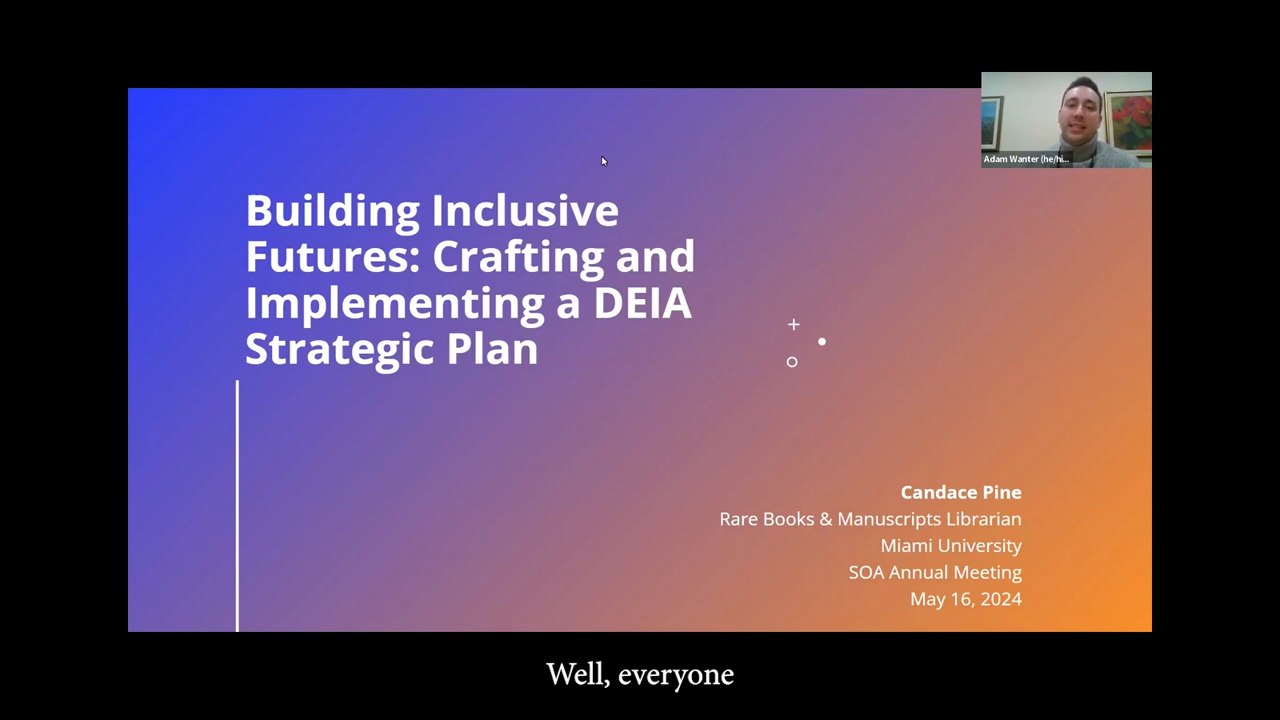 Adam Wanter (he/hi...
Building Inclusive
Futures: Crafting and
Implementing a DEIA
Strategic Plan
Candace Pine
Rare Books & Manuscripts Librarian
Miami University
SOA Annual Meeting
May 16, 2024
Well, everyone